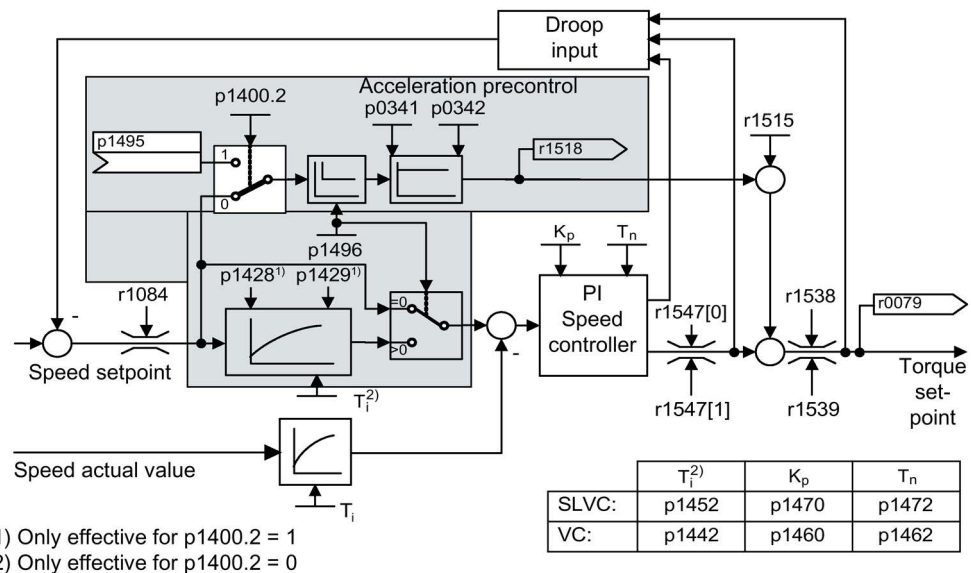 Droop
input
Acceleration precontrol
p1400.2
p0341
p0342
r1515
p1495
r1518
1
0
p1496
Kp
Tn
p1428¹⁾
p1429¹⁾
r1084
=0
>0
PI
Speed
controller
r1547[0]
r1538
r0079
-
-
Speed setpoint
Torque
set-
point
r1547[1]
r1539
Ti²⁾
Speed actual value
Ti
Ti²⁾ Kp Tn
SLVC: p1452 p1470 p1472
VC: p1442 p1460 p1462
1) Only effective for p1400.2 = 1
2) Only effective for p1400.2 = 0